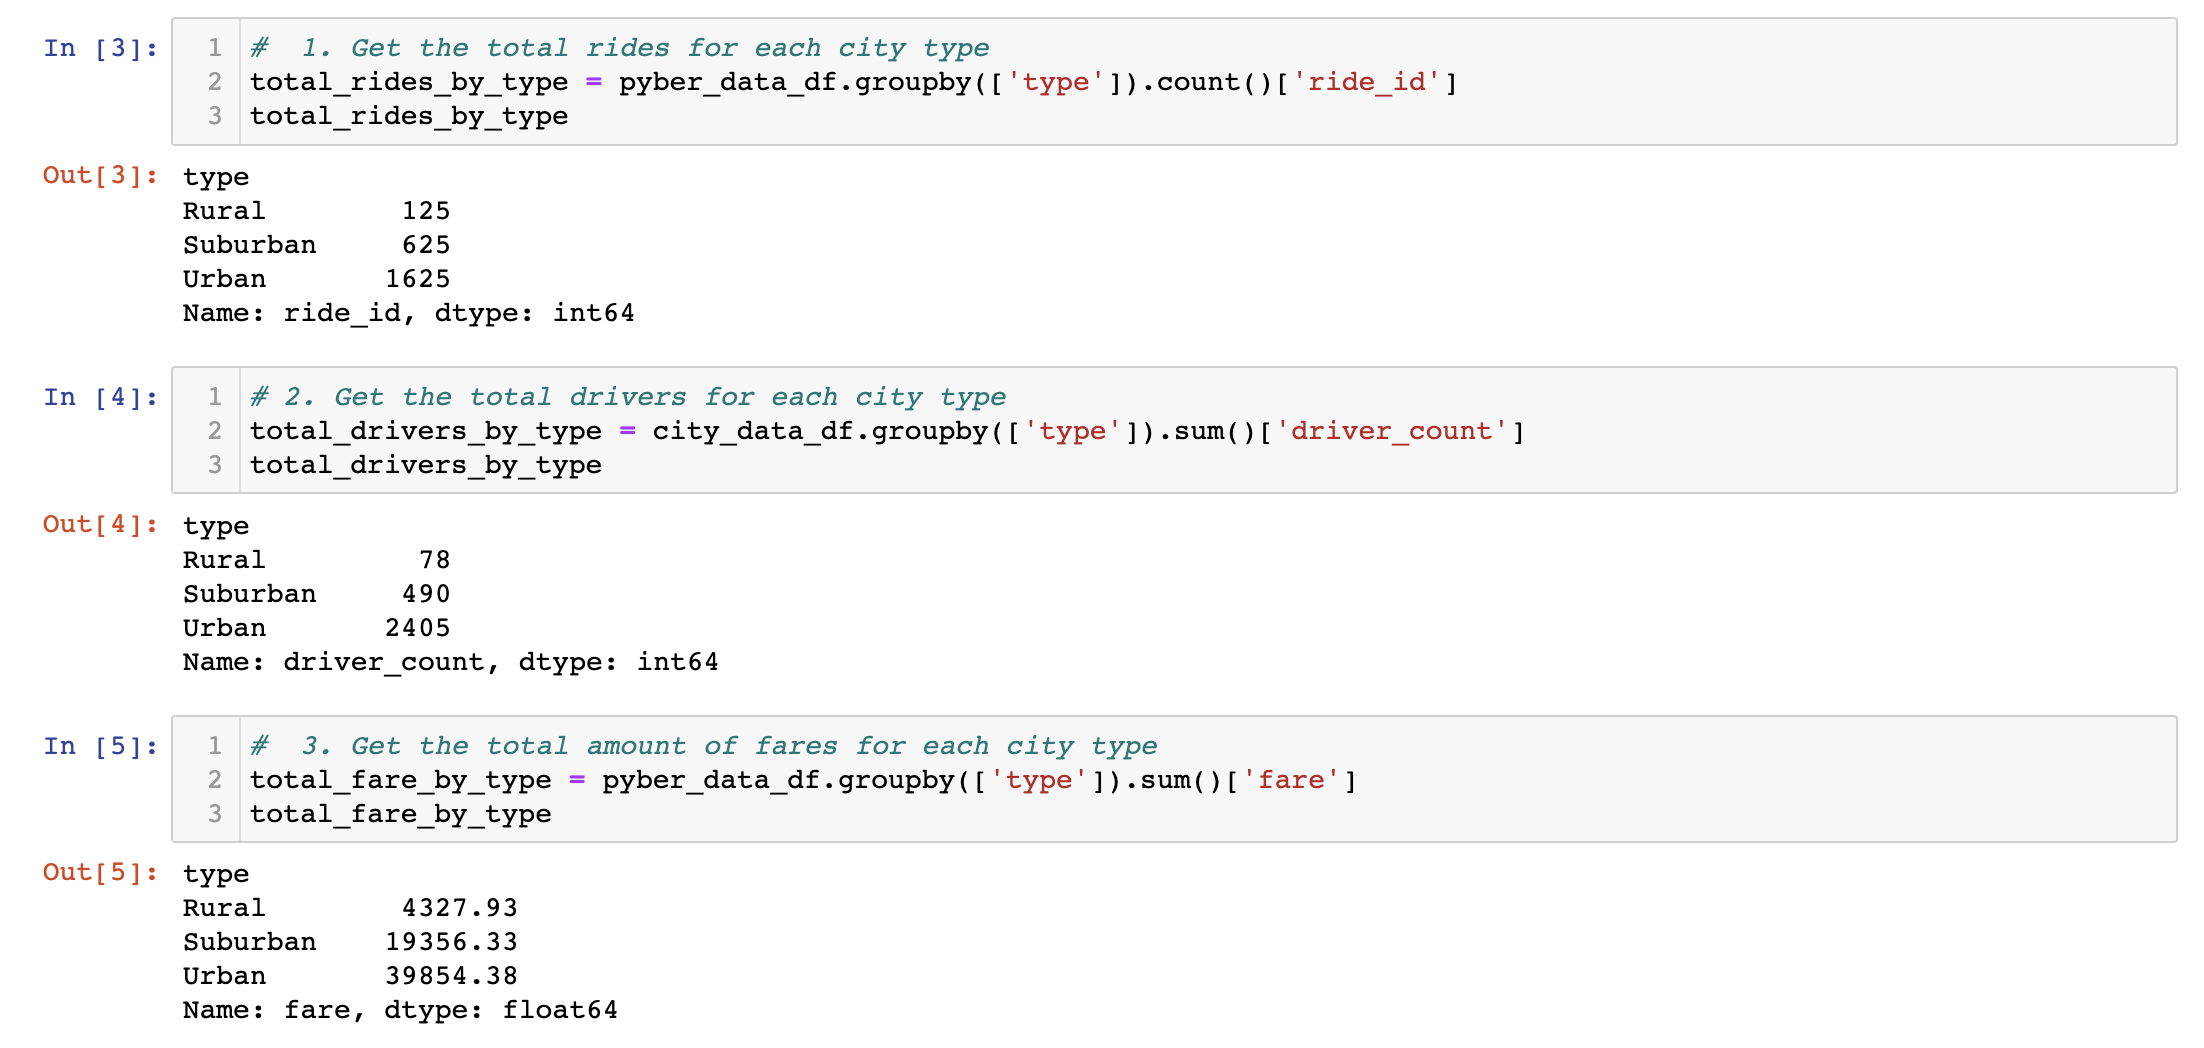 In [3]:
1 #  1. Get the total rides for each city type
2 total_rides_by_type = pyber_data_df.groupby(['type']).count()['ride_id']
3 total_rides_by_type
Out[3]: type
Rural        125
Suburban     625
Urban       1625
Name: ride_id, dtype: int64
In [4]:
1 # 2. Get the total drivers for each city type
2 total_drivers_by_type = city_data_df.groupby(['type']).sum()['driver_count']
3 total_drivers_by_type
Out[4]: type
Rural         78
Suburban     490
Urban       2405
Name: driver_count, dtype: int64
In [5]:
1 #  3. Get the total amount of fares for each city type
2 total_fare_by_type = pyber_data_df.groupby(['type']).sum()['fare']
3 total_fare_by_type
Out[5]: type
Rural        4327.93
Suburban    19356.33
Urban       39854.38
Name: fare, dtype: float64